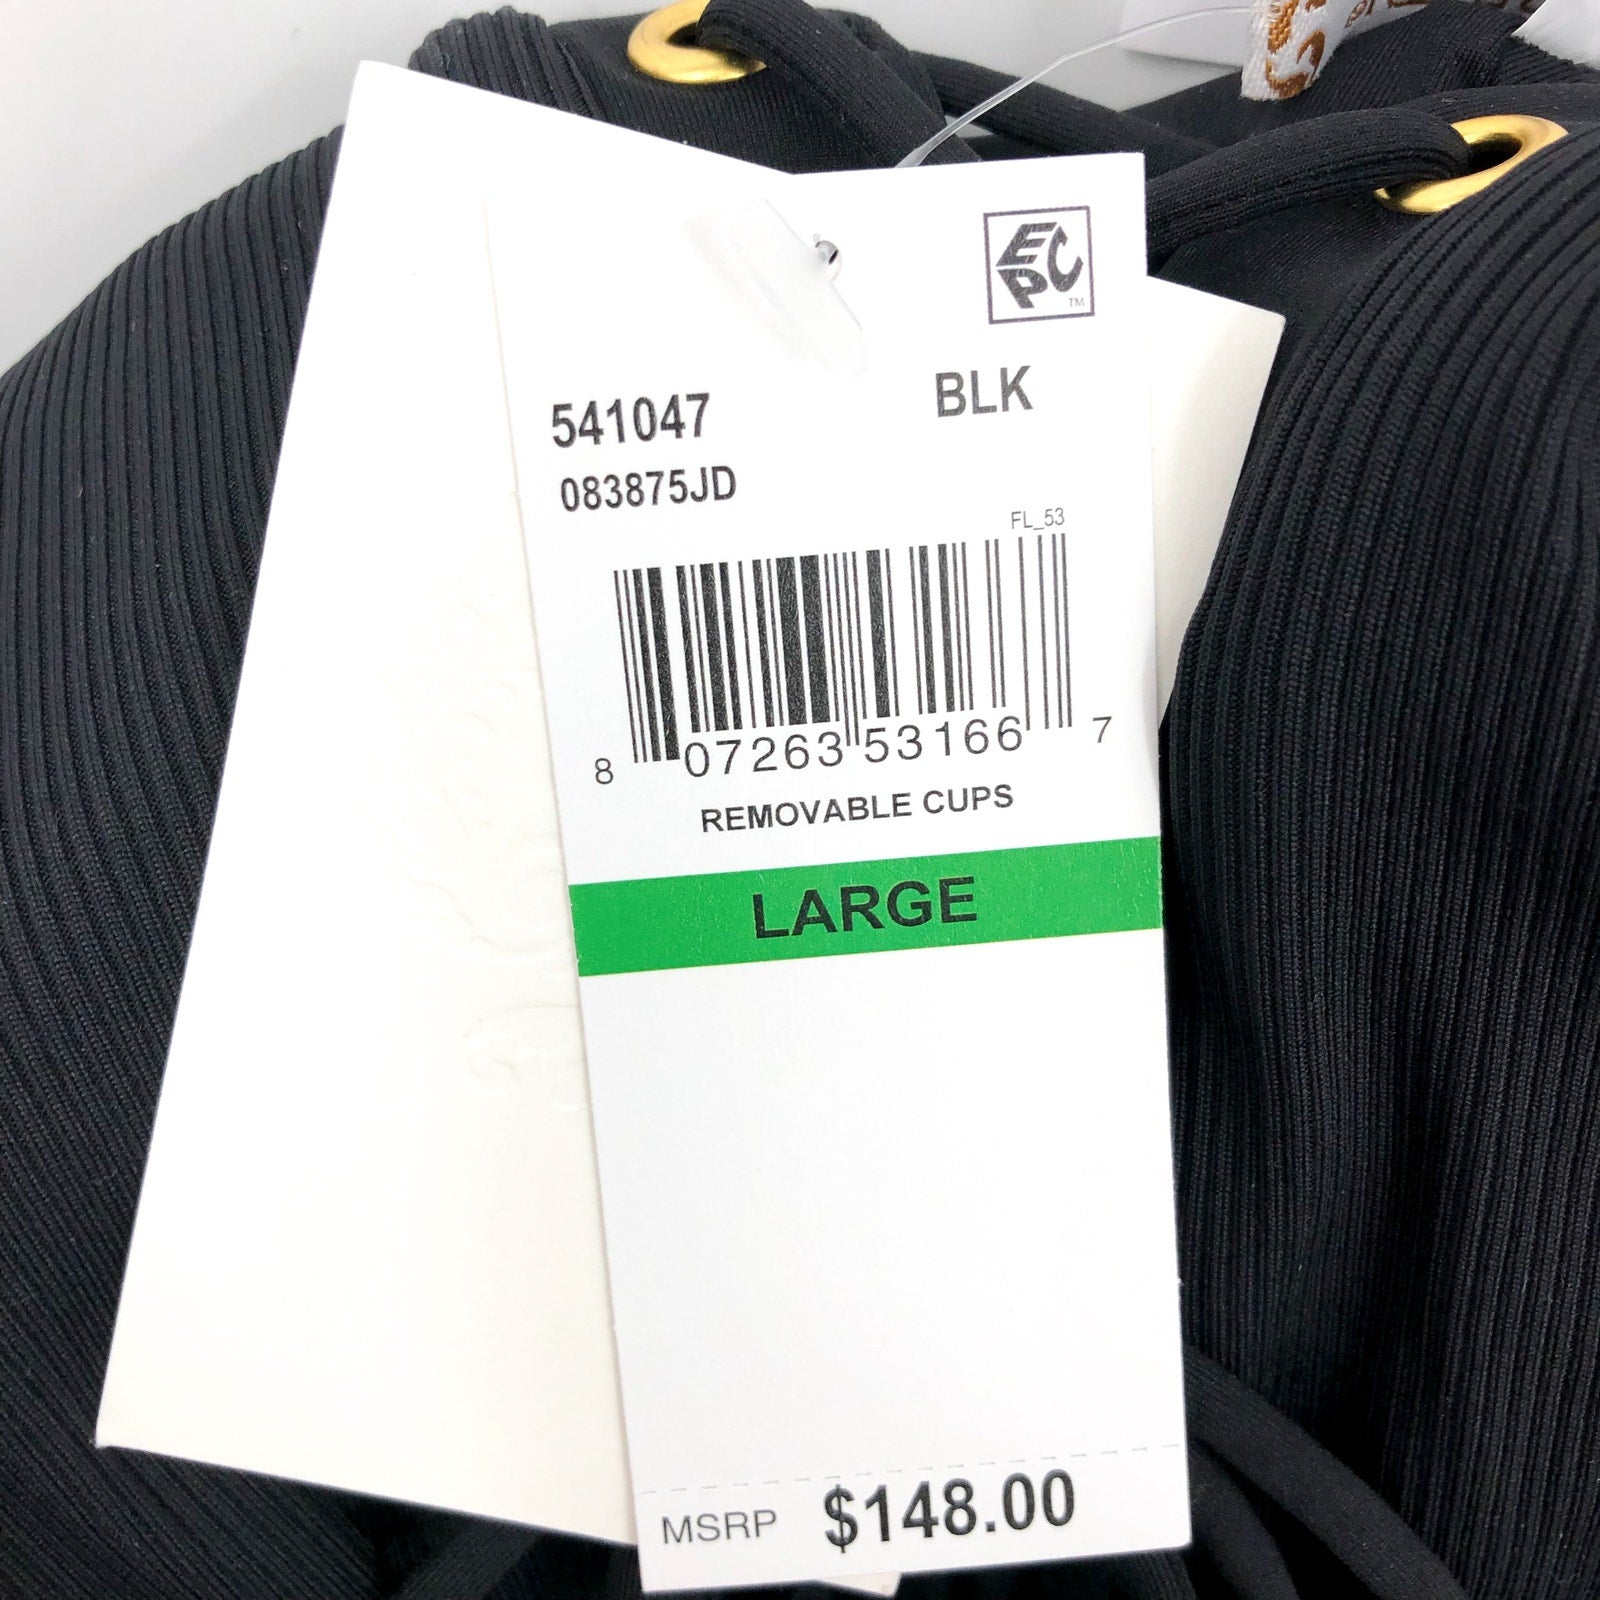 EPC
TM
541047
BLK
083875JD
FL_53
8 07263 53166 7
REMOVABLE CUPS
LARGE
MSRP $148.00